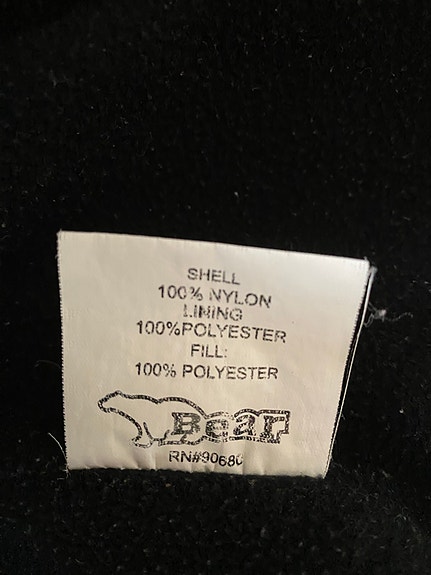 SHELL
100% NYLON
LINING
100%POLYESTER
FILL:
100% POLYESTER
Bear
RN#90680